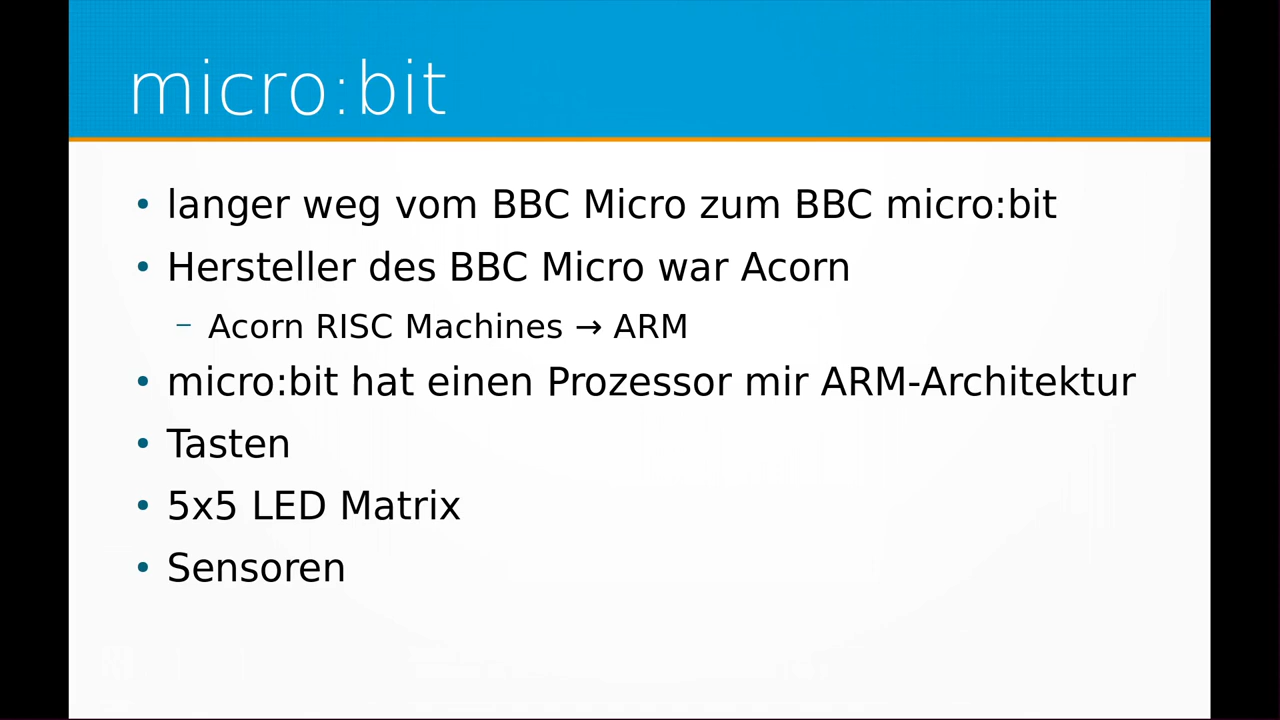 micro:bit
• langer weg vom BBC Micro zum BBC micro:bit
• Hersteller des BBC Micro war Acorn
– Acorn RISC Machines → ARM
• micro:bit hat einen Prozessor mir ARM-Architektur
• Tasten
• 5x5 LED Matrix
• Sensoren